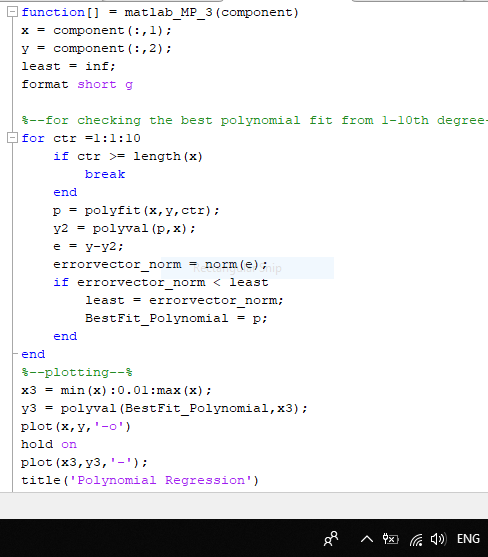 function[] = matlab_MP_3(component)
x = component(:,1);
y = component(:,2);
least = inf;
format short g
%--for checking the best polynomial fit from 1-10th degree-
for ctr =1:1:10
if ctr >= length(x)
break
end
p = polyfit(x,y,ctr);
y2 = polyval(p,x);
e = y-y2;
errorvector_norm = norm(e);
if errorvector_norm < least
least = errorvector_norm;
BestFit_Polynomial = p;
end
end
%--plotting--%
x3 = min(x):0.01:max(x);
y3 = polyval(BestFit_Polynomial,x3);
plot(x,y,'-o')
hold on
plot(x3,y3,'-');
title('Polynomial Regression')
ENG